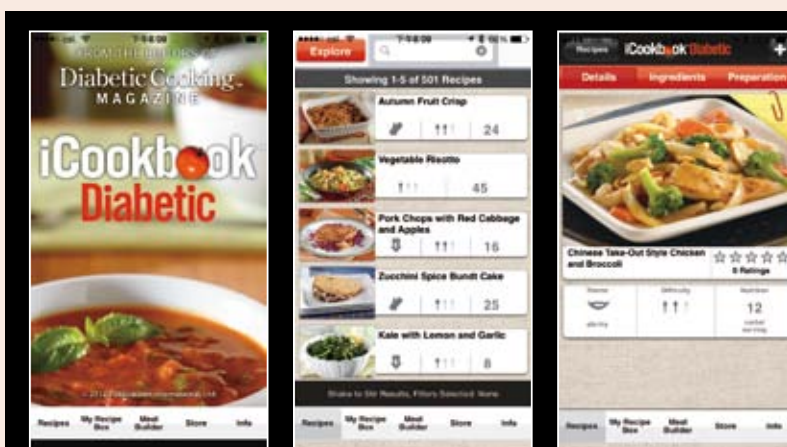 FROM THE EDITORS OF
Diabetic Cooking
MAGAZINE
iCookbook
Diabetic
Recipes
My Recipe Box
Meal Builder
Store
Info
Explore
Showing 1-5 of 501 Recipes
Autumn Fruit Crisp
24
Vegetable Risotto
45
Pork Chops with Red Cabbage
and Apples
16
Zucchini Spice Bundt Cake
25
Kale with Lemon and Garlic
8
Shake to Stir Results, Filters Selected: None
Recipes
My Recipe Box
Meal Builder
Store
Info
Recipes
iCookbook Diabetic
+
Details
Ingredients
Preparation
Chinese Take-Out Style Chicken
and Broccoli
0 Ratings
Difficulty
12
Recipes
My Recipe Box
Meal Builder
Store
Info